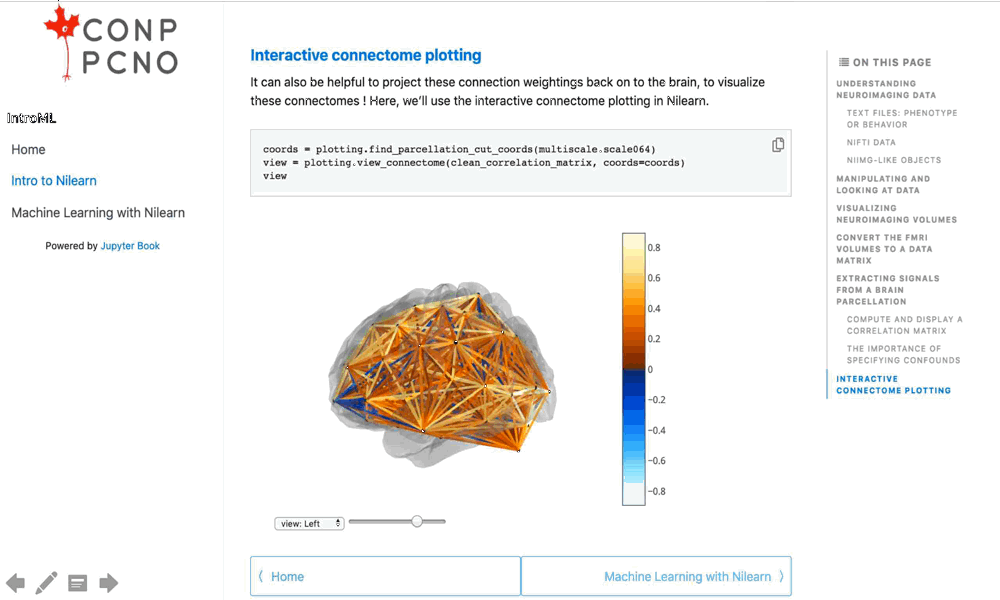 CONP
PCNO
IntroML
Home
Intro to Nilearn
Machine Learning with Nilearn
Powered by Jupyter Book
Interactive connectome plotting
It can also be helpful to project these connection weightings back on to the brain, to visualize
these connectomes ! Here, we'll use the interactive connectome plotting in Nilearn.
coords = plotting.find_parcellation_cut_coords(multiscale.scale064)
view = plotting.view_connectome(clean_correlation_matrix, coords=coords)
view
0.8
0.6
0.4
0.2
0
−0.2
−0.4
−0.6
−0.8
view: Left
Home
Machine Learning with Nilearn
ON THIS PAGE
UNDERSTANDING
NEUROIMAGING DATA
TEXT FILES: PHENOTYPE
OR BEHAVIOR
NIFTI DATA
NIIMG-LIKE OBJECTS
MANIPULATING AND
LOOKING AT DATA
VISUALIZING
NEUROIMAGING VOLUMES
CONVERT THE FMRI
VOLUMES TO A DATA
MATRIX
EXTRACTING SIGNALS
FROM A BRAIN
PARCELLATION
COMPUTE AND DISPLAY A
CORRELATION MATRIX
THE IMPORTANCE OF
SPECIFYING CONFOUNDS
INTERACTIVE
CONNECTOME PLOTTING